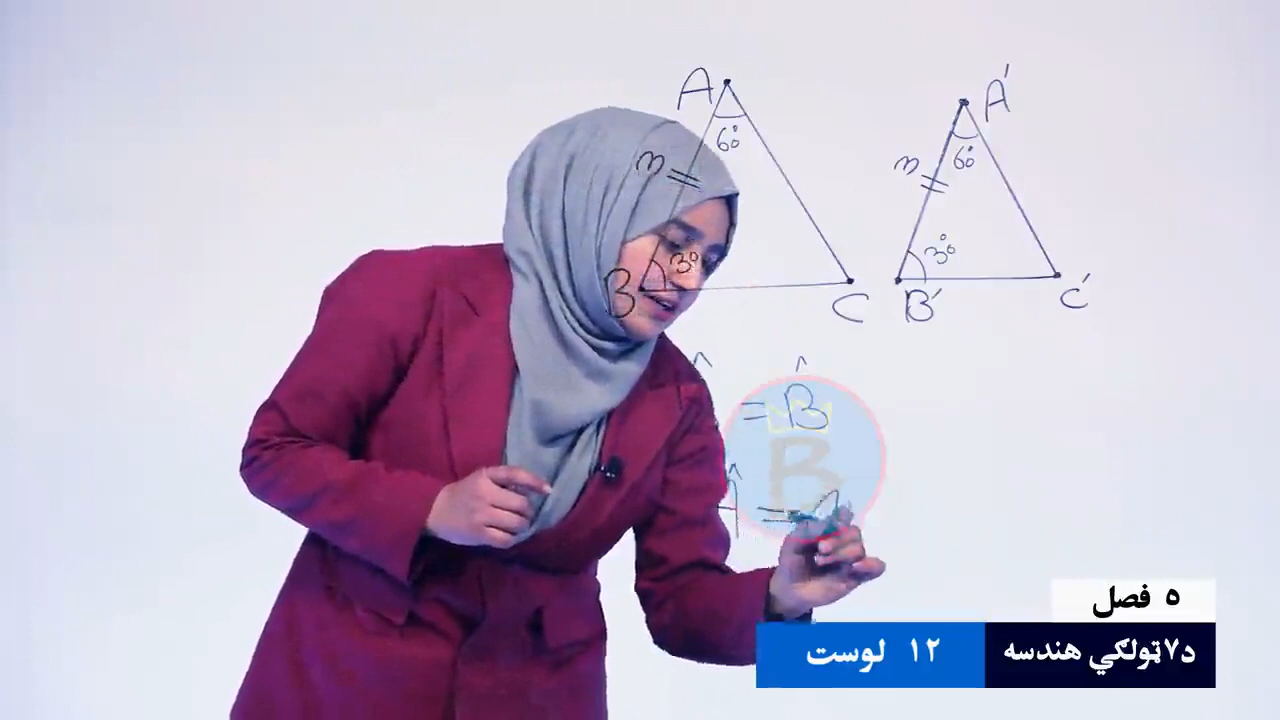 A
A'
60°
60°
m
m
30°
30°
B
C
B'
C'
= B̂
B
Â =
۵ فصل
د۷ټولګي هندسه
۱۲ لوست